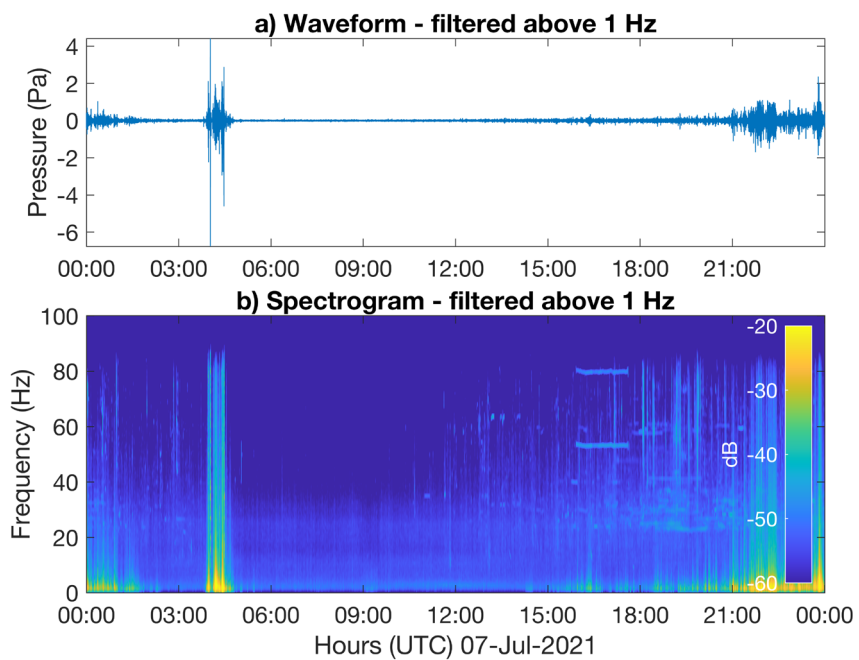 a) Waveform - filtered above 1 Hz
4
2
0
-2
-4
-6
Pressure (Pa)
00:00 03:00 06:00 09:00 12:00 15:00 18:00 21:00 00:00
b) Spectrogram - filtered above 1 Hz
100
80
60
40
20
0
Frequency (Hz)
-20
-30
-40
-50
-60
dB
00:00 03:00 06:00 09:00 12:00 15:00 18:00 21:00 00:00
Hours (UTC) 07-Jul-2021